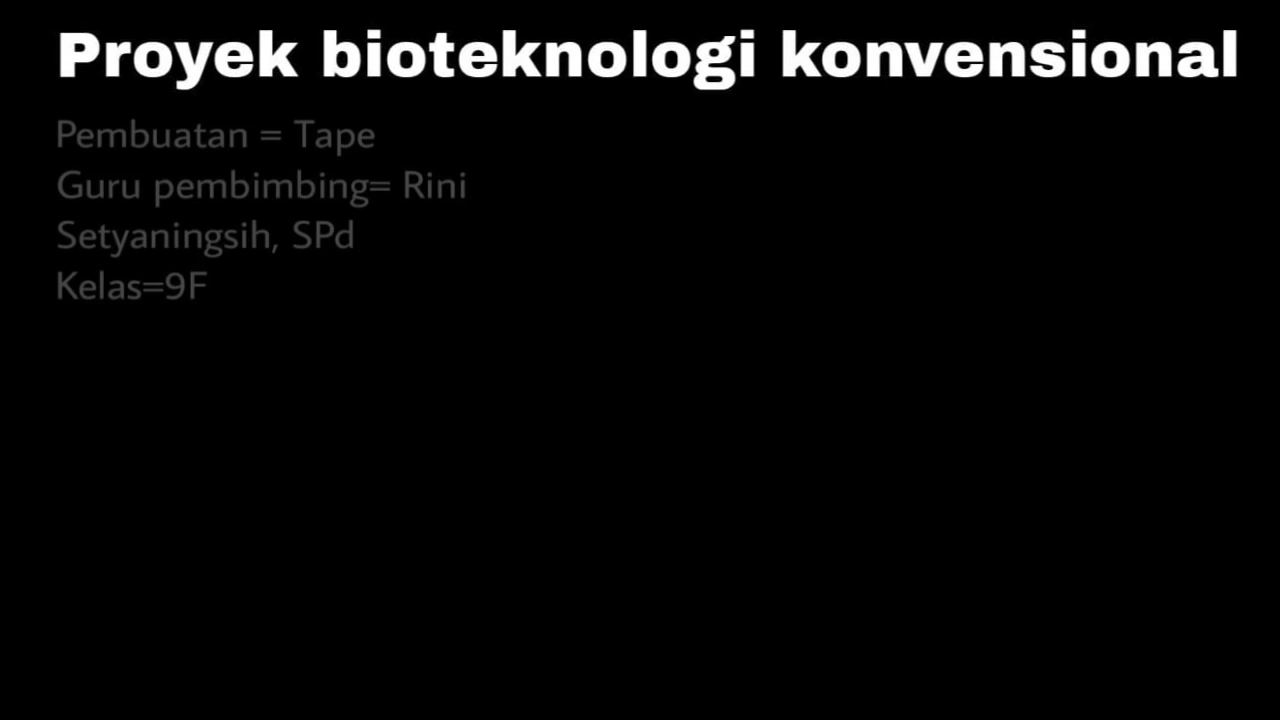 Proyek bioteknologi konvensional
Pembuatan = Tape
Guru pembimbing= Rini
Setyaningsih, SPd
Kelas=9F